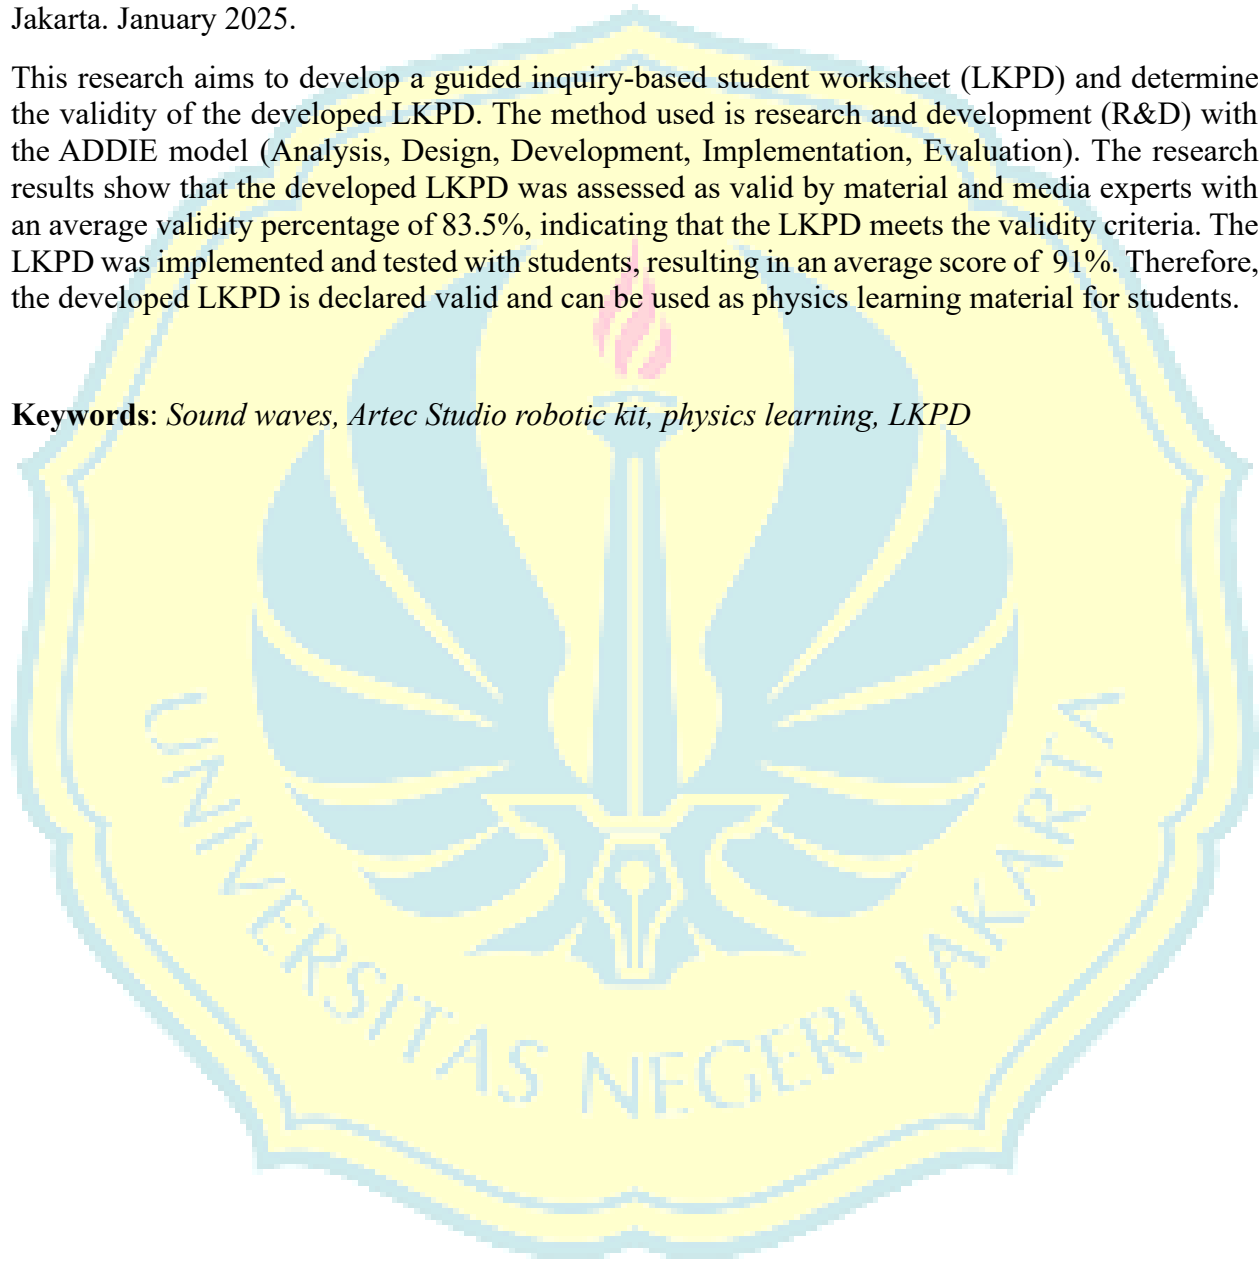 Jakarta. January 2025.
This research aims to develop a guided inquiry-based student worksheet (LKPD) and determine
the validity of the developed LKPD. The method used is research and development (R&D) with
the ADDIE model (Analysis, Design, Development, Implementation, Evaluation). The research
results show that the developed LKPD was assessed as valid by material and media experts with
an average validity percentage of 83.5%, indicating that the LKPD meets the validity criteria. The
LKPD was implemented and tested with students, resulting in an average score of 91%. Therefore,
the developed LKPD is declared valid and can be used as physics learning material for students.
Keywords: Sound waves, Artec Studio robotic kit, physics learning, LKPD
UNIVERSITAS NEGERI JAKARTA